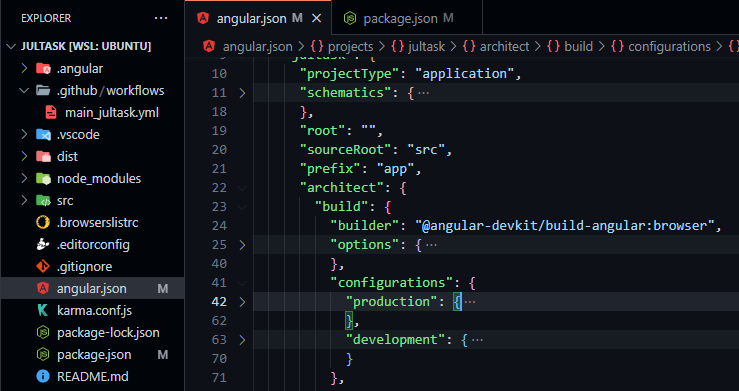 EXPLORER
JULTASK [WSL: UBUNTU]
.angular
.github/workflows
main_jultask.yml
.vscode
dist
node_modules
src
.browserslistrc
.editorconfig
.gitignore
angular.json M
karma.conf.js
package-lock.json
package.json M
README.md
angular.json M
package.json M
angular.json > {} projects > {} jultask > {} architect > {} build > {} configurations > {}
10 "projectType": "application",
11 "schematics": { ⋯
18 },
19 "root": "",
20 "sourceRoot": "src",
21 "prefix": "app",
22 "architect": {
23 "build": {
24 "builder": "@angular-devkit/build-angular:browser",
25 "options": { ⋯
40 },
41 "configurations": {
42 "production": { ⋯
62 },
63 "development": { ⋯
70 }
71 },